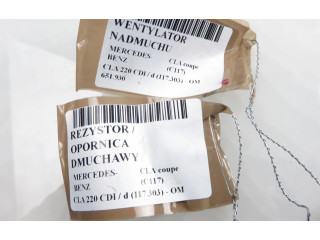 WENTYLATOR
NADMUCHU
MERCEDES- CLA coupe
BENZ (C117)
CLA 220 CDI / d (117.303) - OM
651.930
REZYSTOR /
OPORNICA
DMUCHAWY
MERCEDES- CLA coupe
BENZ (C117)
CLA 220 CDI / d (117.303) - OM